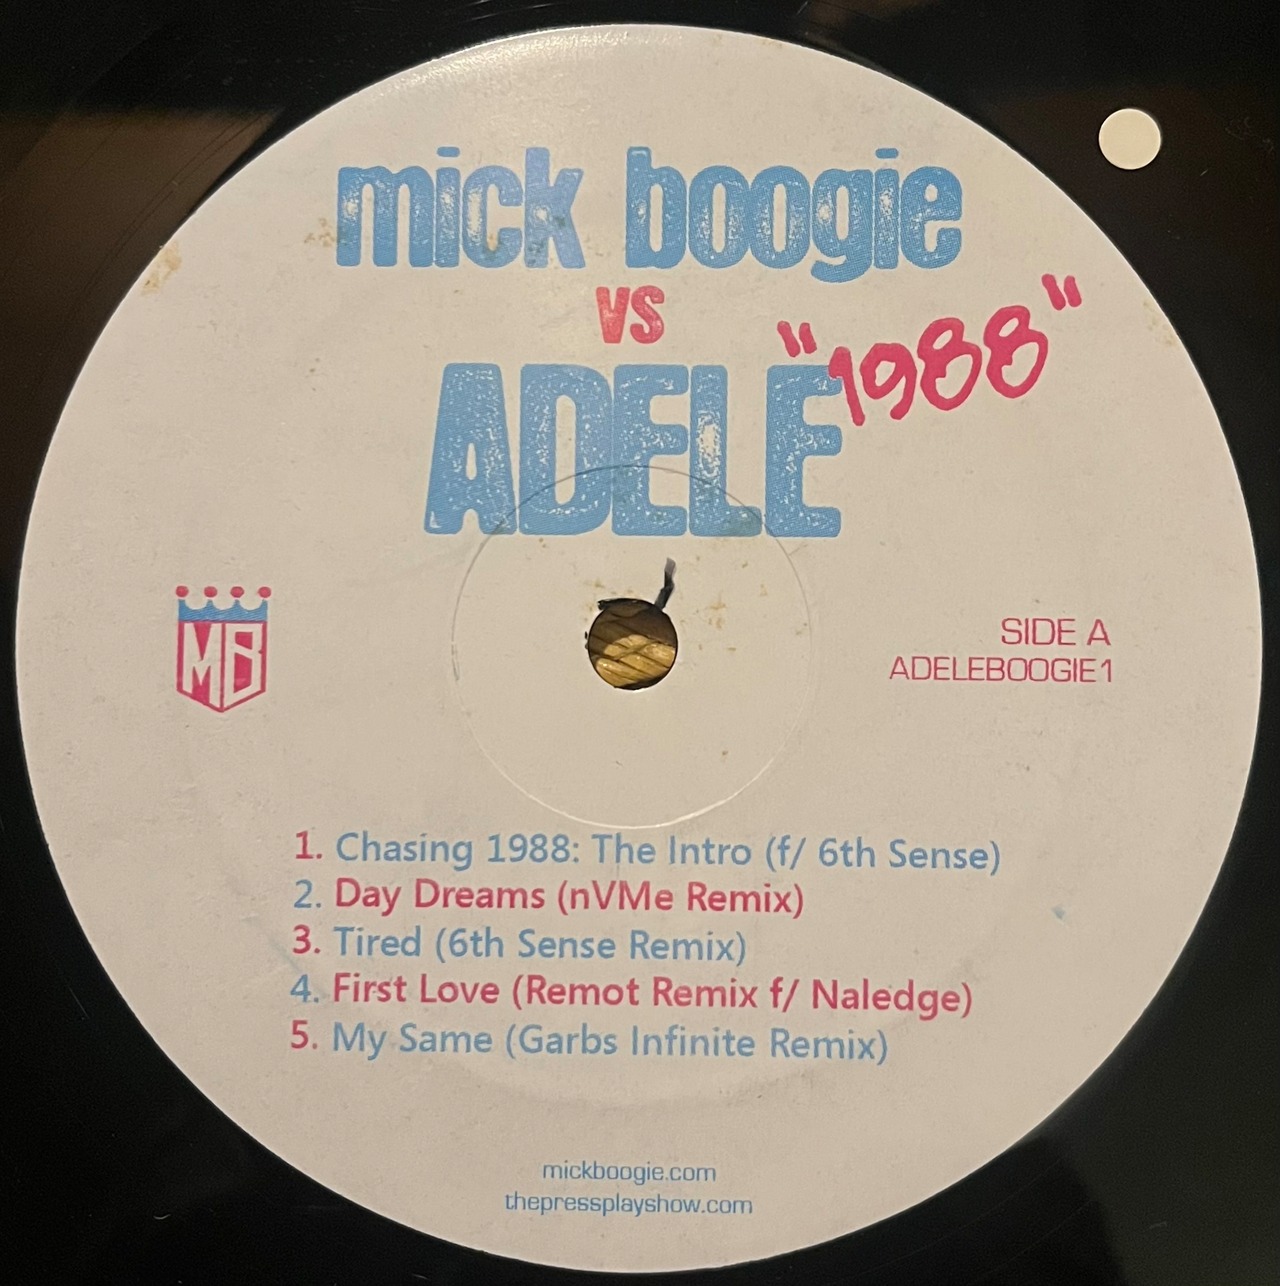 mick boogie
vs
ADELE
"1988"
MB
SIDE A
ADELEBOOGIE1
1. Chasing 1988: The Intro (f/ 6th Sense)
2. Day Dreams (nVMe Remix)
3. Tired (6th Sense Remix)
4. First Love (Remot Remix f/ Naledge)
5. My Same (Garbs Infinite Remix)
mickboogie.com
thepressplayshow.com